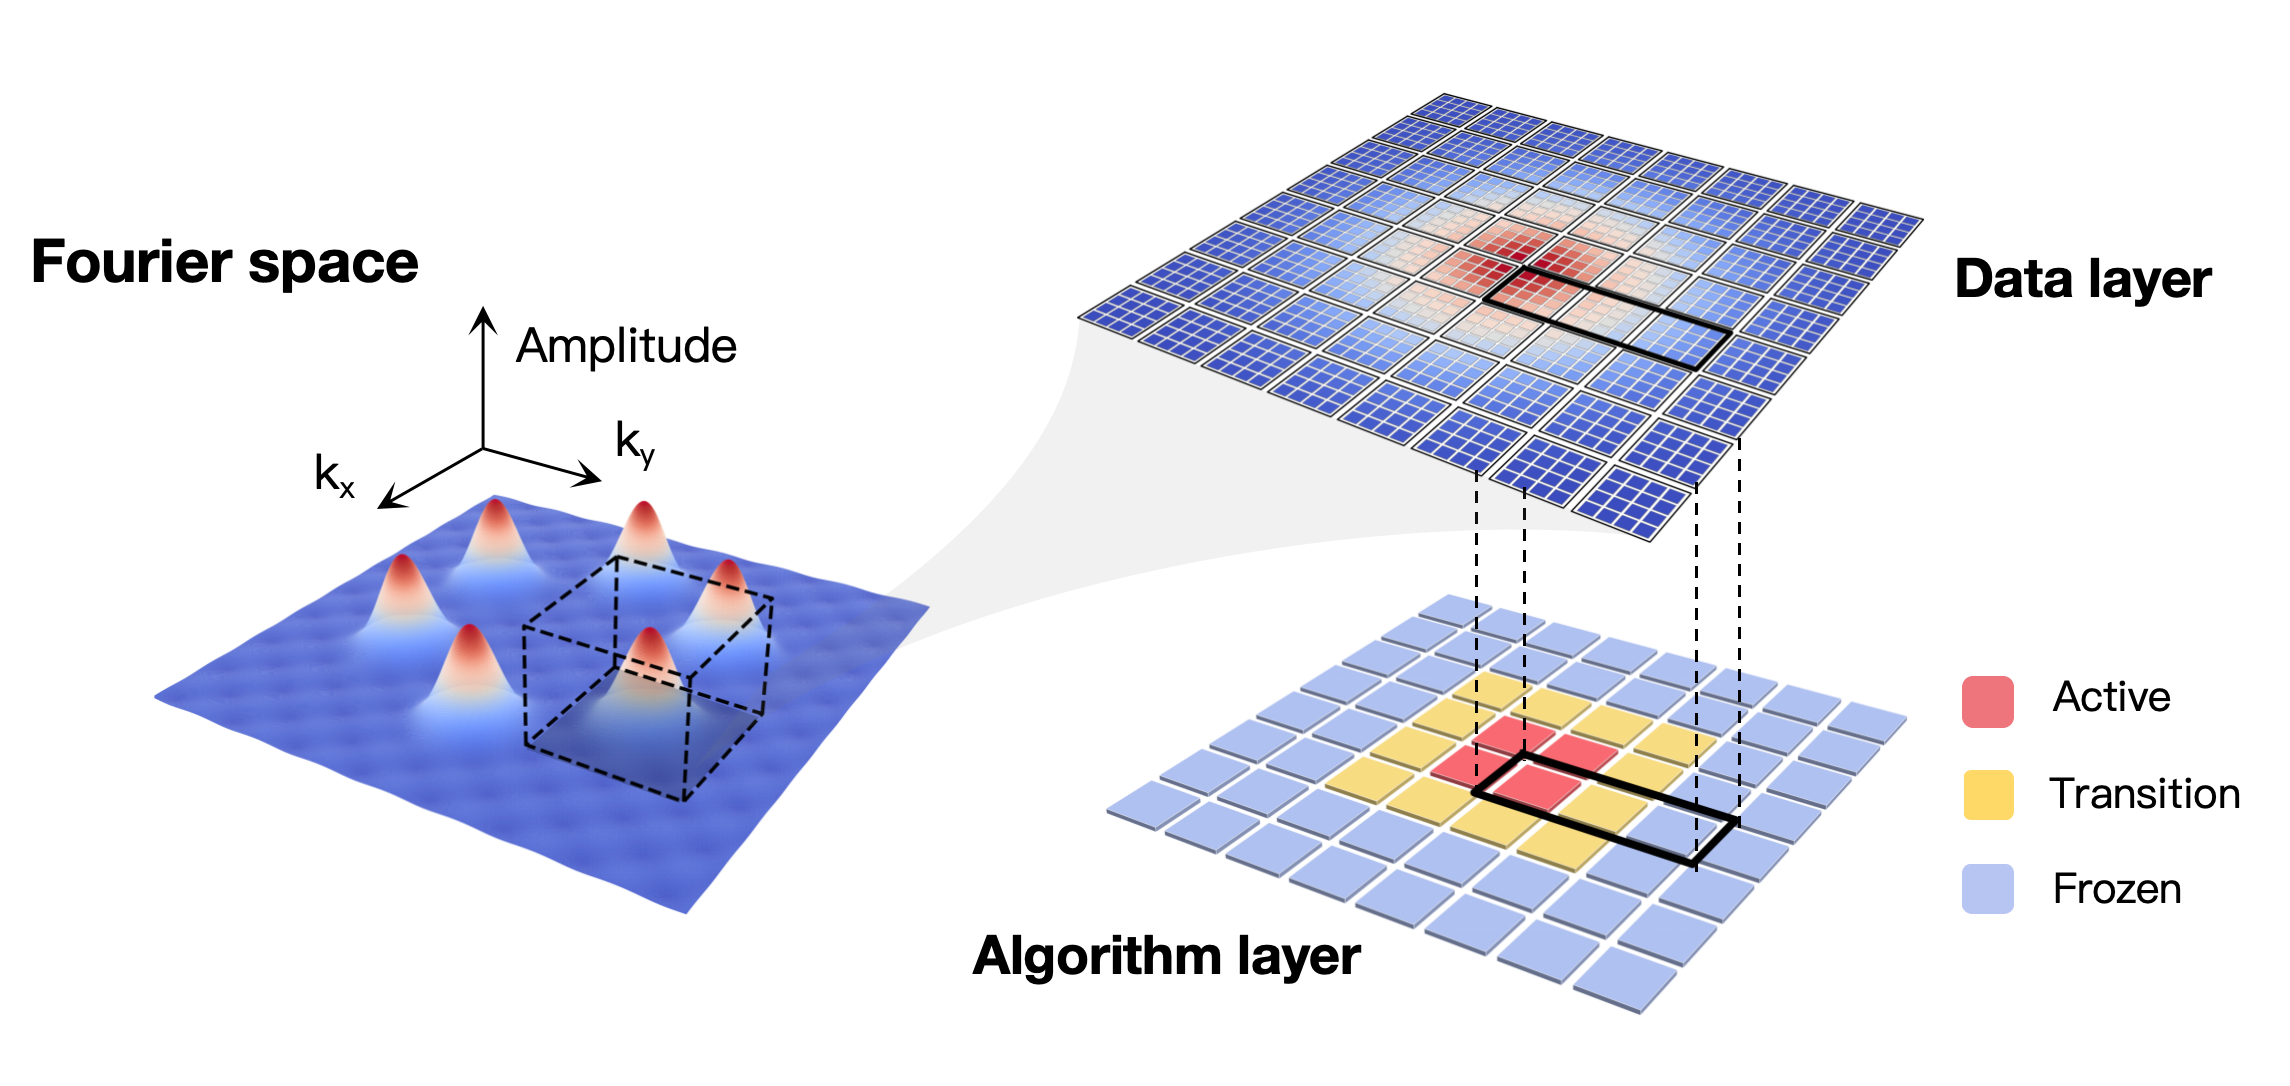 Fourier space
Amplitude
kx
ky
Data layer
Algorithm layer
Active
Transition
Frozen